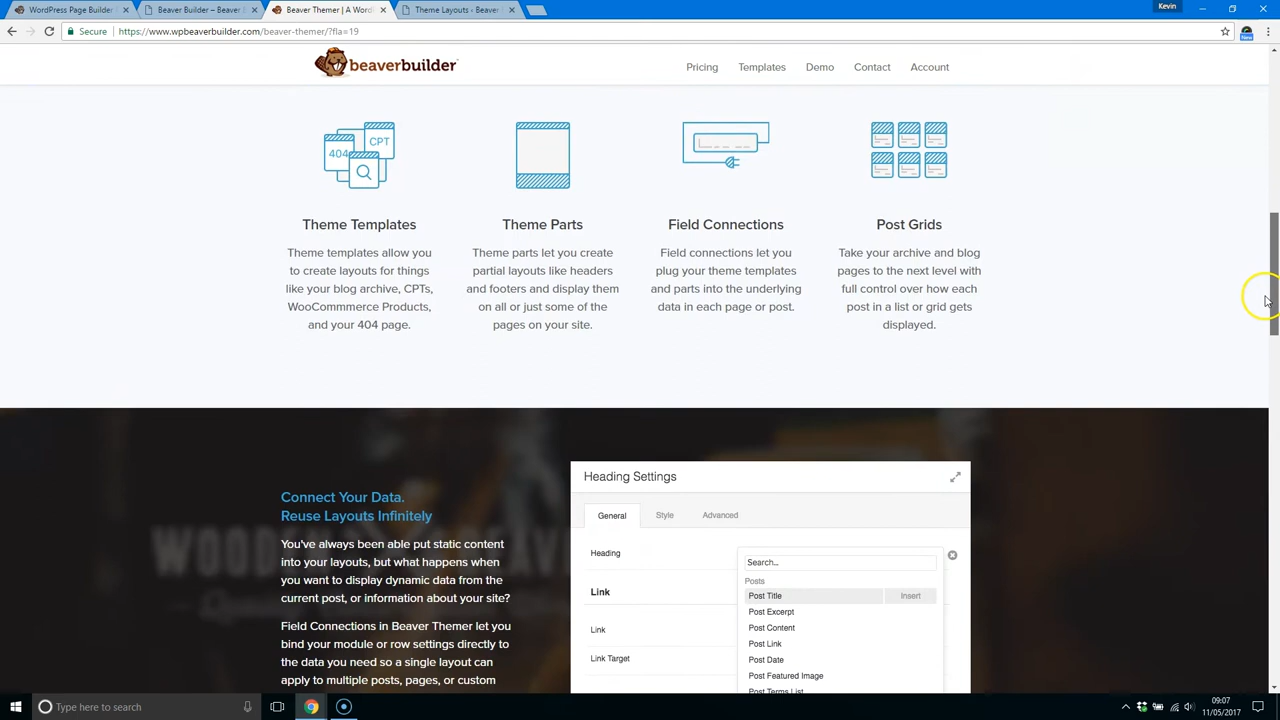 WordPress Page Builder
Beaver Builder – Beaver
Beaver Themer | A Word
Theme Layouts - Beaver
Kevin
Secure
https://www.wpbeaverbuilder.com/beaver-themer/?fla=19
New
beaverbuilder
Pricing
Templates
Demo
Contact
Account
404
CPT
Theme Templates
Theme templates allow you
to create layouts for things
like your blog archive, CPTs,
WooCommmerce Products,
and your 404 page.
Theme Parts
Theme parts let you create
partial layouts like headers
and footers and display them
on all or just some of the
pages on your site.
Field Connections
Field connections let you
plug your theme templates
and parts into the underlying
data in each page or post.
Post Grids
Take your archive and blog
pages to the next level with
full control over how each
post in a list or grid gets
displayed.
Connect Your Data.
Reuse Layouts Infinitely
You've always been able put static content
into your layouts, but what happens when
you want to display dynamic data from the
current post, or information about your site?
Field Connections in Beaver Themer let you
bind your module or row settings directly to
the data you need so a single layout can
apply to multiple posts, pages, or custom
Heading Settings
General
Style
Advanced
Heading
Search...
Posts
Post Title
Insert
Post Excerpt
Link
Post Content
Link
Post Link
Link Target
Post Date
Post Featured Image
Post Terms List
Type here to search
09:07
11/05/2017